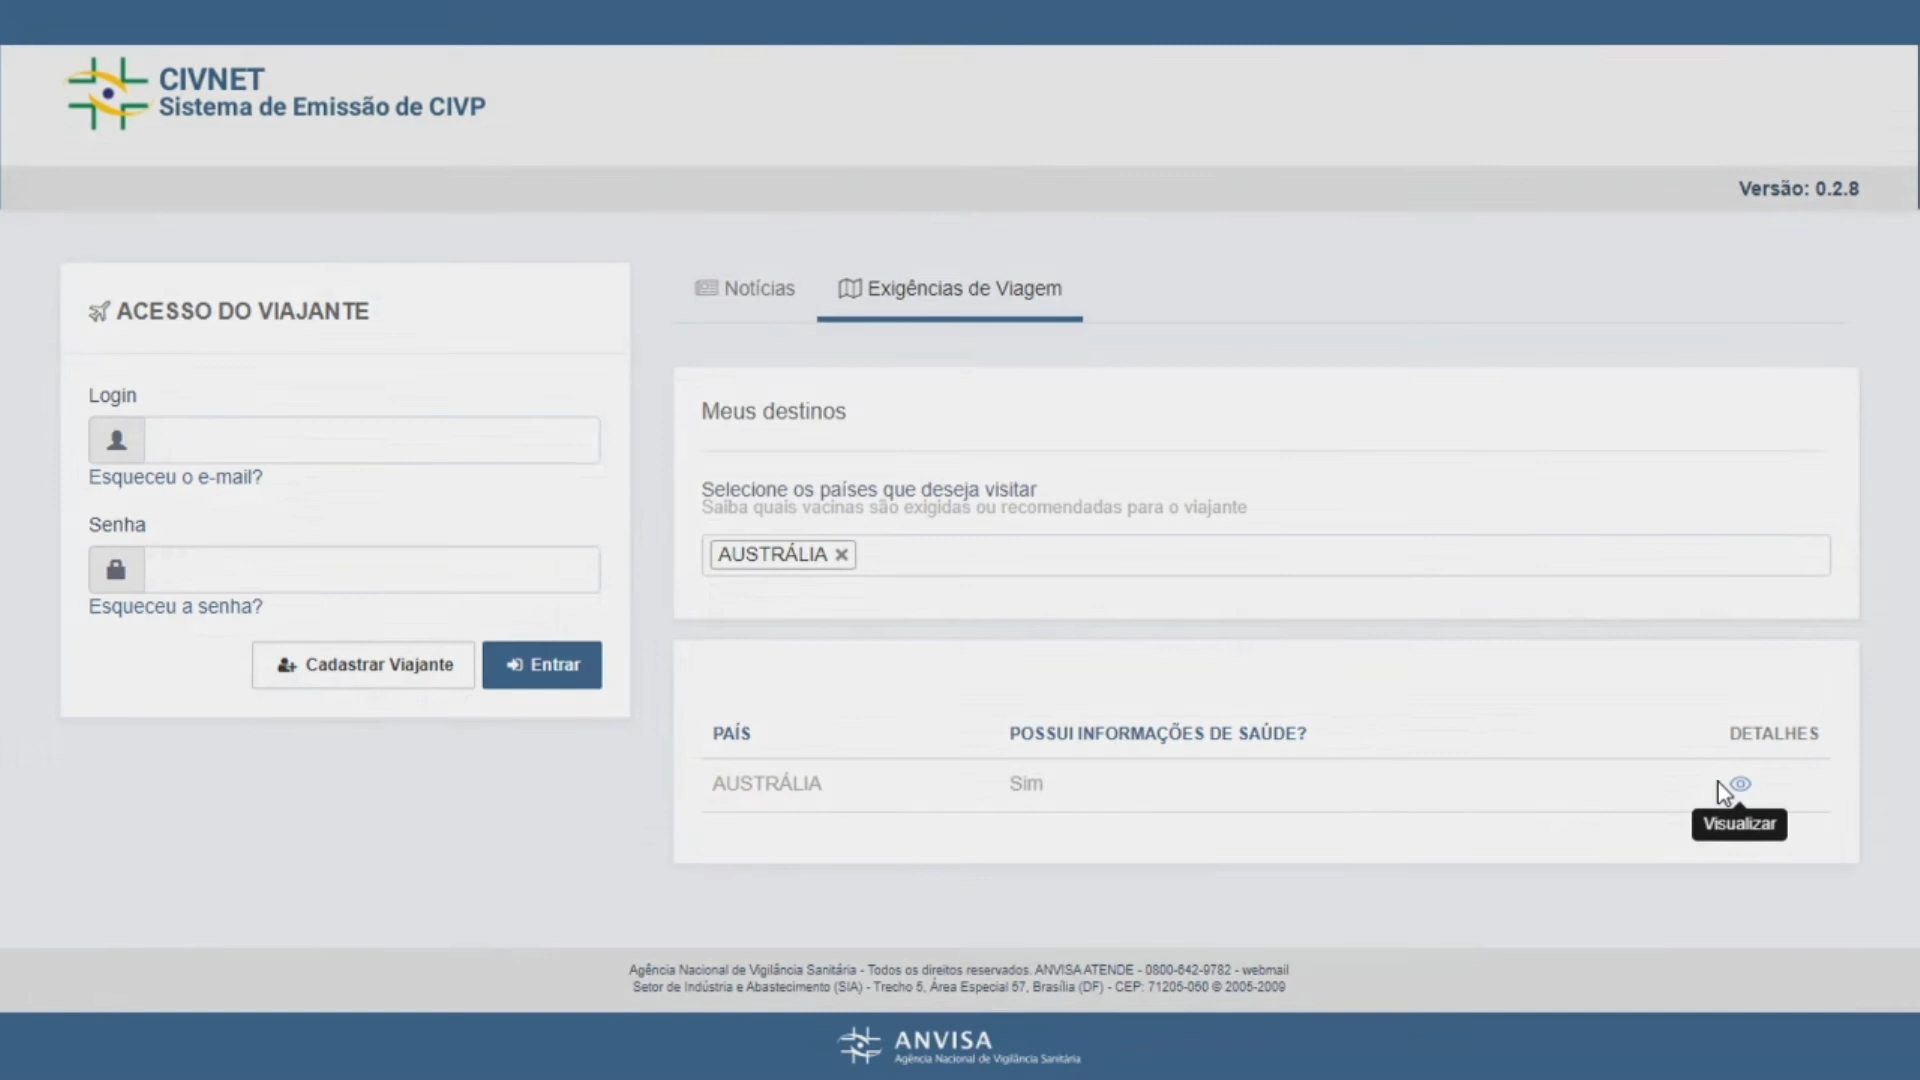 CIVNET
Sistema de Emissão de CIVP
Versão: 0.2.8
ACESSO DO VIAJANTE
Login
Esqueceu o e-mail?
Senha
Esqueceu a senha?
Cadastrar Viajante
Entrar
Notícias
Exigências de Viagem
Meus destinos
Selecione os países que deseja visitar
Saiba quais vacinas são exigidas ou recomendadas para o viajante
AUSTRÁLIA
PAÍS POSSUI INFORMAÇÕES DE SAÚDE? DETALHES
AUSTRÁLIA Sim
Visualizar
Agência Nacional de Vigilância Sanitária - Todos os direitos reservados. ANVISA ATENDE - 0800-642-9782 - webmail
Setor de Indústria e Abastecimento (SIA) - Trecho 5, Área Especial 57, Brasília (DF) - CEP: 71205-050 © 2005-2009
ANVISA
Agência Nacional de Vigilância Sanitária